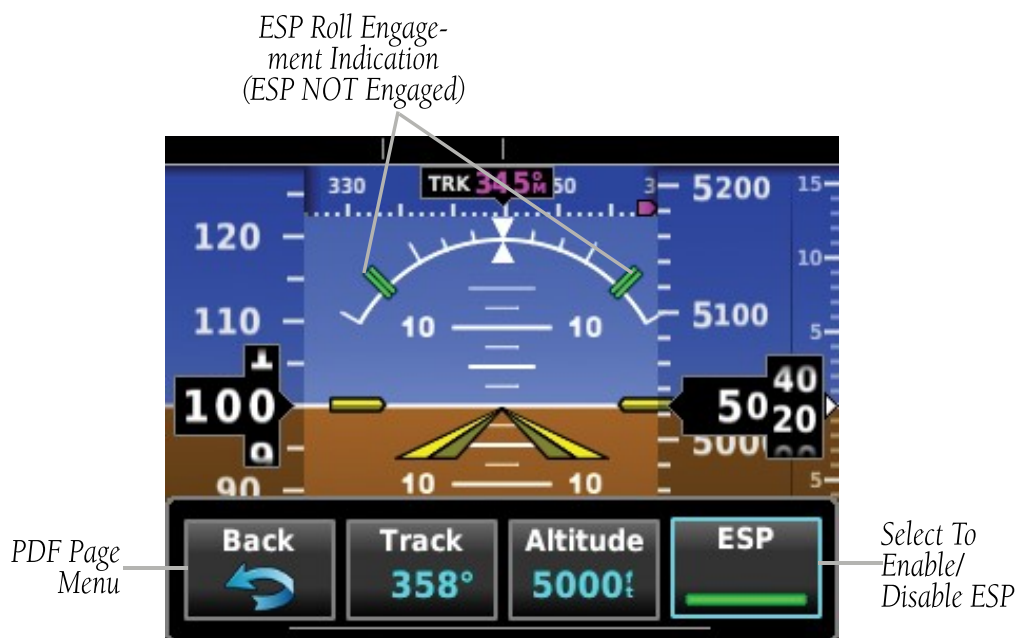 ESP Roll Engage-
ment Indication
(ESP NOT Engaged)
330 TRK 345°M 50 3
5200 15
120
10
110 10 10 5100 5
100 5020
40
90 10 10 5
Back Track Altitude ESP
358° 5000ft
PDF Page
Menu
Select To
Enable/
Disable ESP